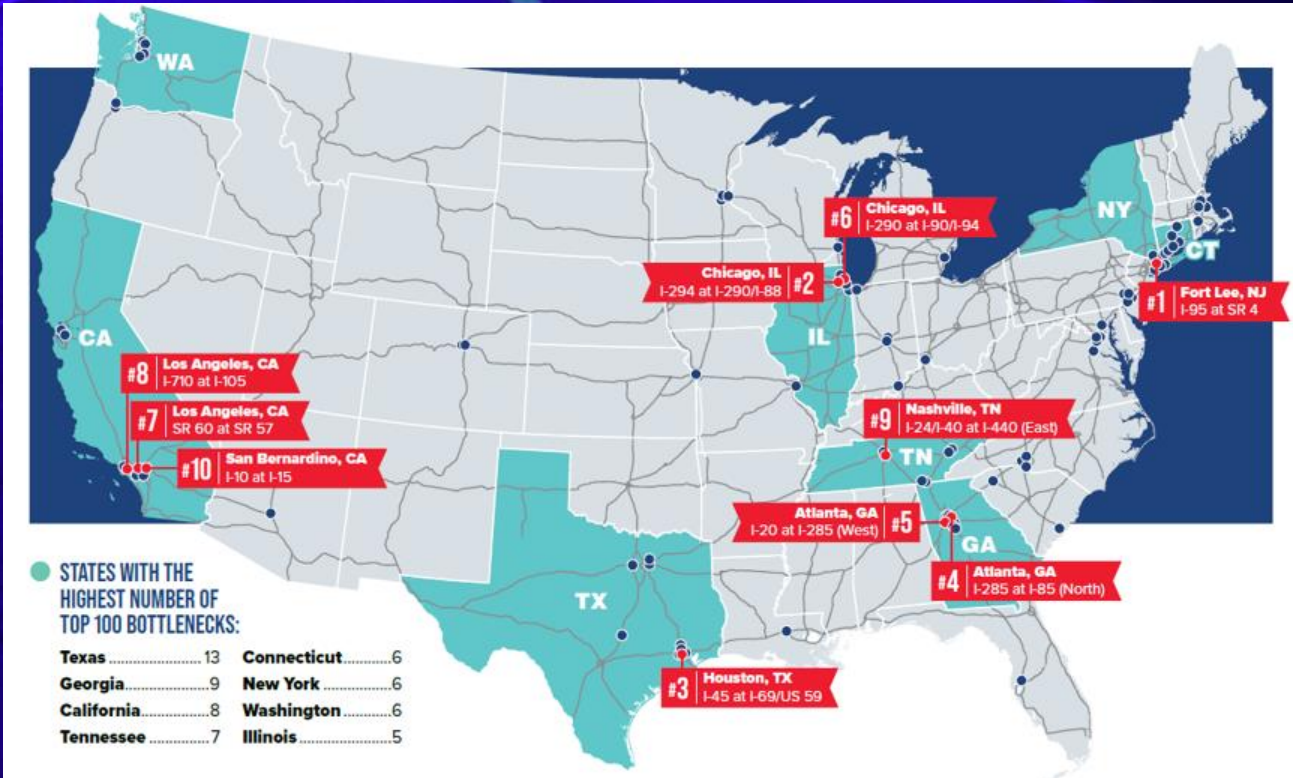 WA
NY
CT
#6
Chicago, IL
I-290 at I-90/I-94
Chicago, IL
I-294 at I-290/I-88
#2
#1
Fort Lee, NJ
I-95 at SR 4
CA
IL
#8
Los Angeles, CA
I-710 at I-105
#7
Los Angeles, CA
SR 60 at SR 57
#10
San Bernardino, CA
I-10 at I-15
#9
Nashville, TN
I-24/I-40 at I-440 (East)
TN
Atlanta, GA
I-20 at I-285 (West)
#5
GA
#4
Atlanta, GA
I-285 at I-85 (North)
TX
#3
Houston, TX
I-45 at I-69/US 59
STATES WITH THE
HIGHEST NUMBER OF
TOP 100 BOTTLENECKS:
Texas 13
Georgia 9
California 8
Tennessee 7
Connecticut 6
New York 6
Washington 6
Illinois 5